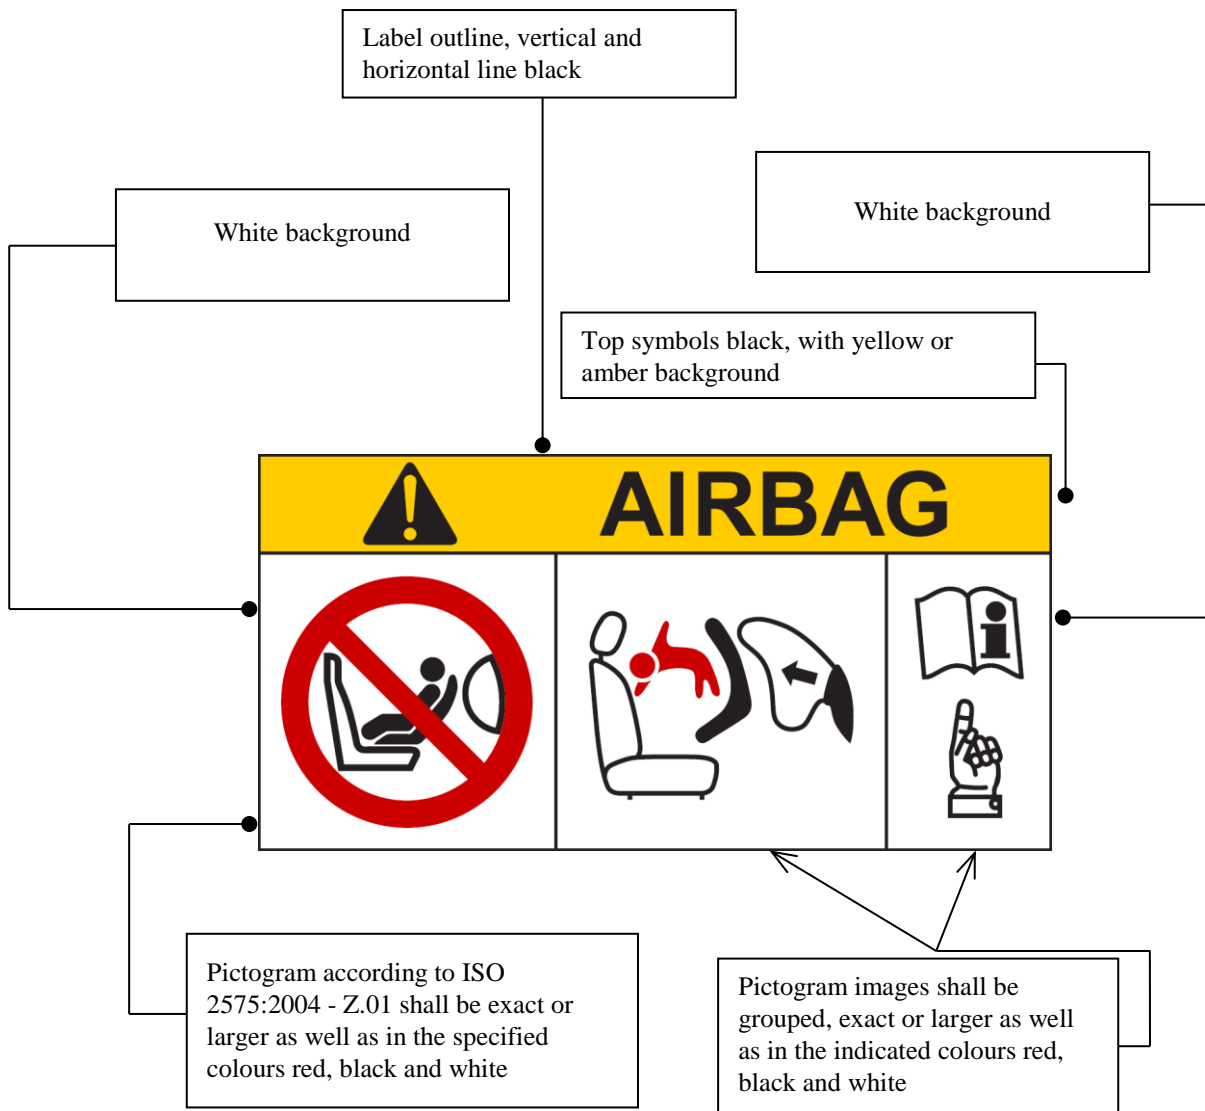 Label outline, vertical and
horizontal line black
White background
White background
Top symbols black, with yellow or
amber background
AIRBAG
Pictogram according to ISO
2575:2004 - Z.01 shall be exact or
larger as well as in the specified
colours red, black and white
Pictogram images shall be
grouped, exact or larger as well
as in the indicated colours red,
black and white